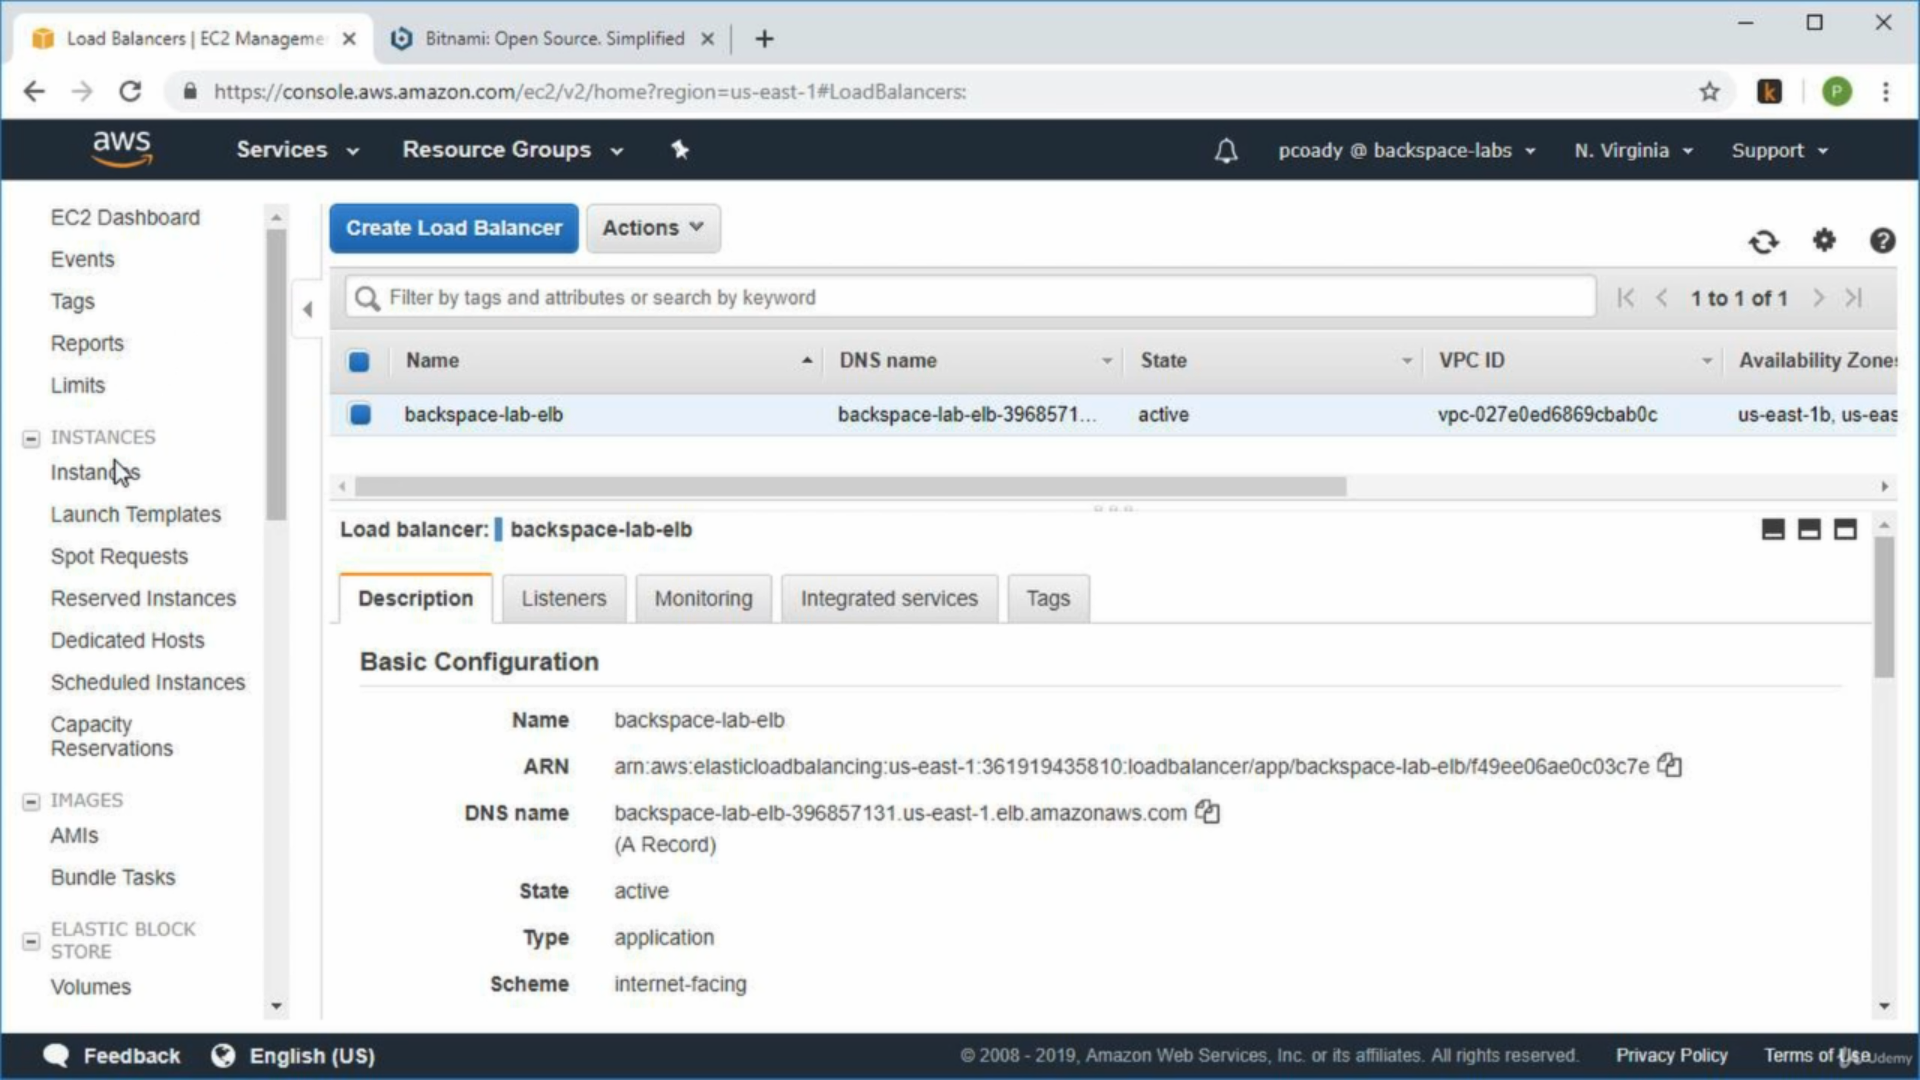 Load Balancers | EC2 Manageme
Bitnami: Open Source. Simplified
https://console.aws.amazon.com/ec2/v2/home?region=us-east-1#LoadBalancers:
k
P
aws
Services
Resource Groups
pcoady @ backspace-labs
N. Virginia
Support
EC2 Dashboard
Events
Tags
Reports
Limits
INSTANCES
Instances
Launch Templates
Spot Requests
Reserved Instances
Dedicated Hosts
Scheduled Instances
Capacity
Reservations
IMAGES
AMIs
Bundle Tasks
ELASTIC BLOCK
STORE
Volumes
Create Load Balancer
Actions
Filter by tags and attributes or search by keyword
1 to 1 of 1
Name
DNS name
State
VPC ID
Availability Zones
backspace-lab-elb
backspace-lab-elb-3968571...
active
vpc-027e0ed6869cbab0c
us-east-1b, us-eas
Load balancer: backspace-lab-elb
Description
Listeners
Monitoring
Integrated services
Tags
Basic Configuration
Name backspace-lab-elb
ARN arn:aws:elasticloadbalancing:us-east-1:361919435810:loadbalancer/app/backspace-lab-elb/f49ee06ae0c03c7e
DNS name backspace-lab-elb-396857131.us-east-1.elb.amazonaws.com
(A Record)
State active
Type application
Scheme internet-facing
Feedback
English (US)
© 2008 - 2019, Amazon Web Services, Inc. or its affiliates. All rights reserved.
Privacy Policy
Terms of Use
Udemy